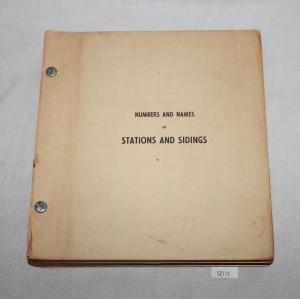 NUMBERS AND NAMES
OF
STATIONS AND SIDINGS